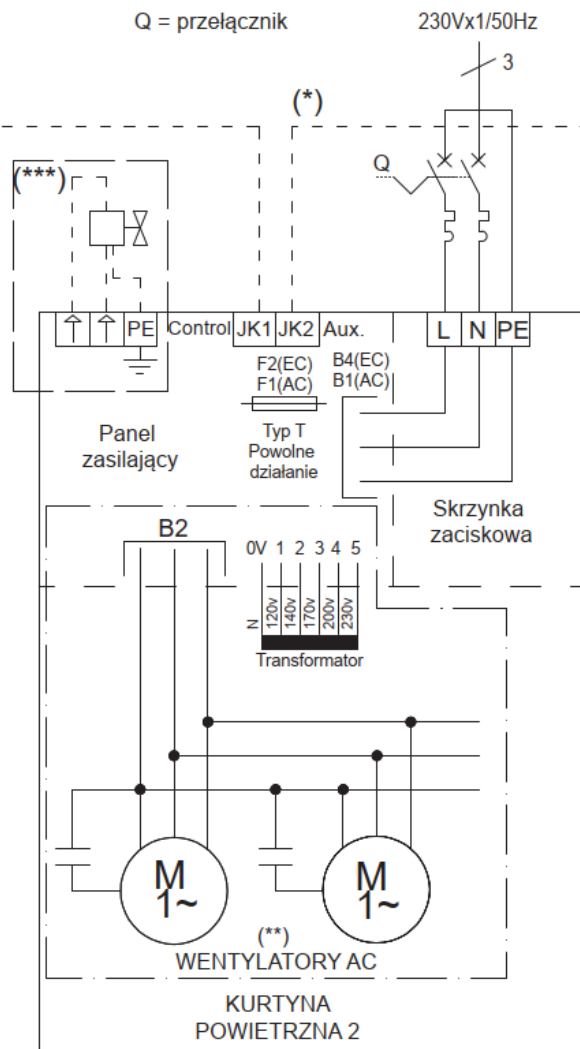 Q = przełącznik
230Vx1/50Hz
3
(*)
(***)
Q
PE
Control
JK1
JK2
Aux.
L
N
PE
F2(EC)
F1(AC)
B4(EC)
B1(AC)
Typ T
Powolne
działanie
Panel
zasilający
Skrzynka
zaciskowa
B2
0V 1 2 3 4 5
N
120v
140v
170v
200v
230v
Transformator
M
1~
M
1~
(**)
WENTYLATORY AC
KURTYNA
POWIETRZNA 2